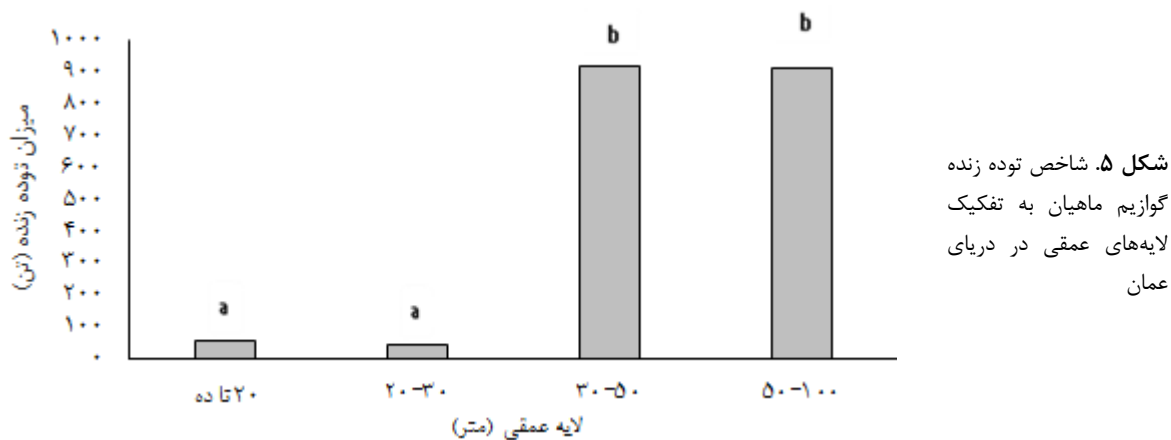 میزان توده زنده (تن)
۱۰۰۰
۹۰۰
۸۰۰
۷۰۰
۶۰۰
۵۰۰
۴۰۰
۳۰۰
۲۰۰
۱۰۰
۰
a
a
b
b
۲۰ تا ده
۲۰-۳۰
۳۰-۵۰
۵۰-۱۰۰
لایه عمقی (متر)
شکل ۵. شاخص توده زنده
گوازیم ماهیان به تفکیک
لایه‌های عمقی در دریای
عمان